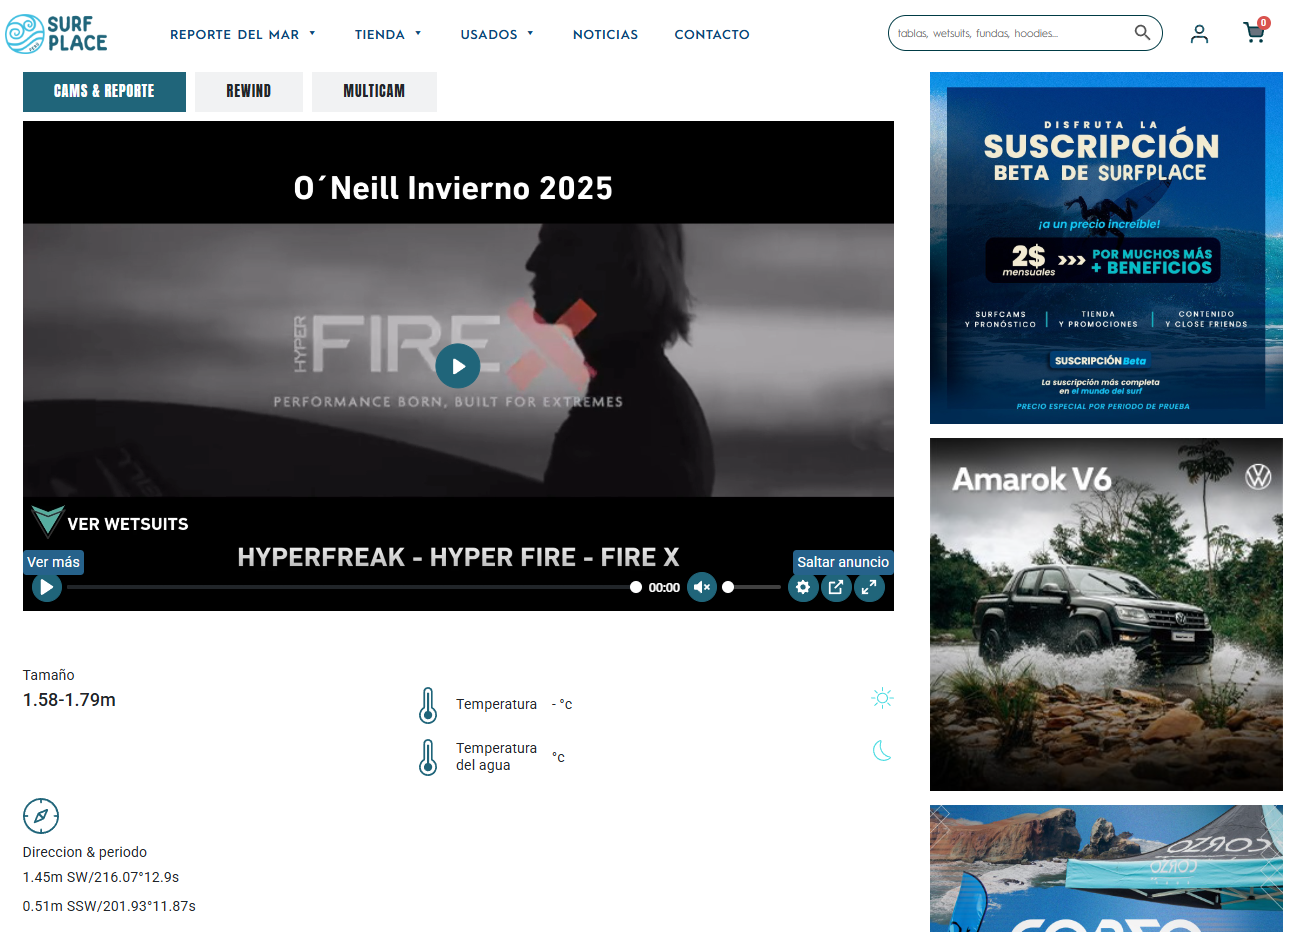 SURF
PLACE
PERÚ
REPORTE DEL MAR
TIENDA
USADOS
NOTICIAS
CONTACTO
tablas, wetsuits, fundas, hoodies...
0
CAMS & REPORTE
REWIND
MULTICAM
O´Neill Invierno 2025
HYPER
FIRE X
PERFORMANCE BORN, BUILT FOR EXTREMES
VER WETSUITS
HYPERFREAK - HYPER FIRE - FIRE X
Ver más
Saltar anuncio
00:00
Tamaño
1.58-1.79m
Temperatura - °c
Temperatura
del agua
°c
Direccion & periodo
1.45m SW/216.07°12.9s
0.51m SSW/201.93°11.87s
DISFRUTA LA
SUSCRIPCIÓN
BETA DE SURFPLACE
¡a un precio increíble!
2$
mensuales
POR MUCHOS MÁS
+ BENEFICIOS
SURFCAMS
Y PRONÓSTICO
TIENDA
Y PROMOCIONES
CONTENIDO
Y CLOSE FRIENDS
SUSCRIPCIÓN Beta
La suscripción más completa
en el mundo del surf
PRECIO ESPECIAL POR PERIODO DE PRUEBA
Amarok V6
CORZO
CORZO